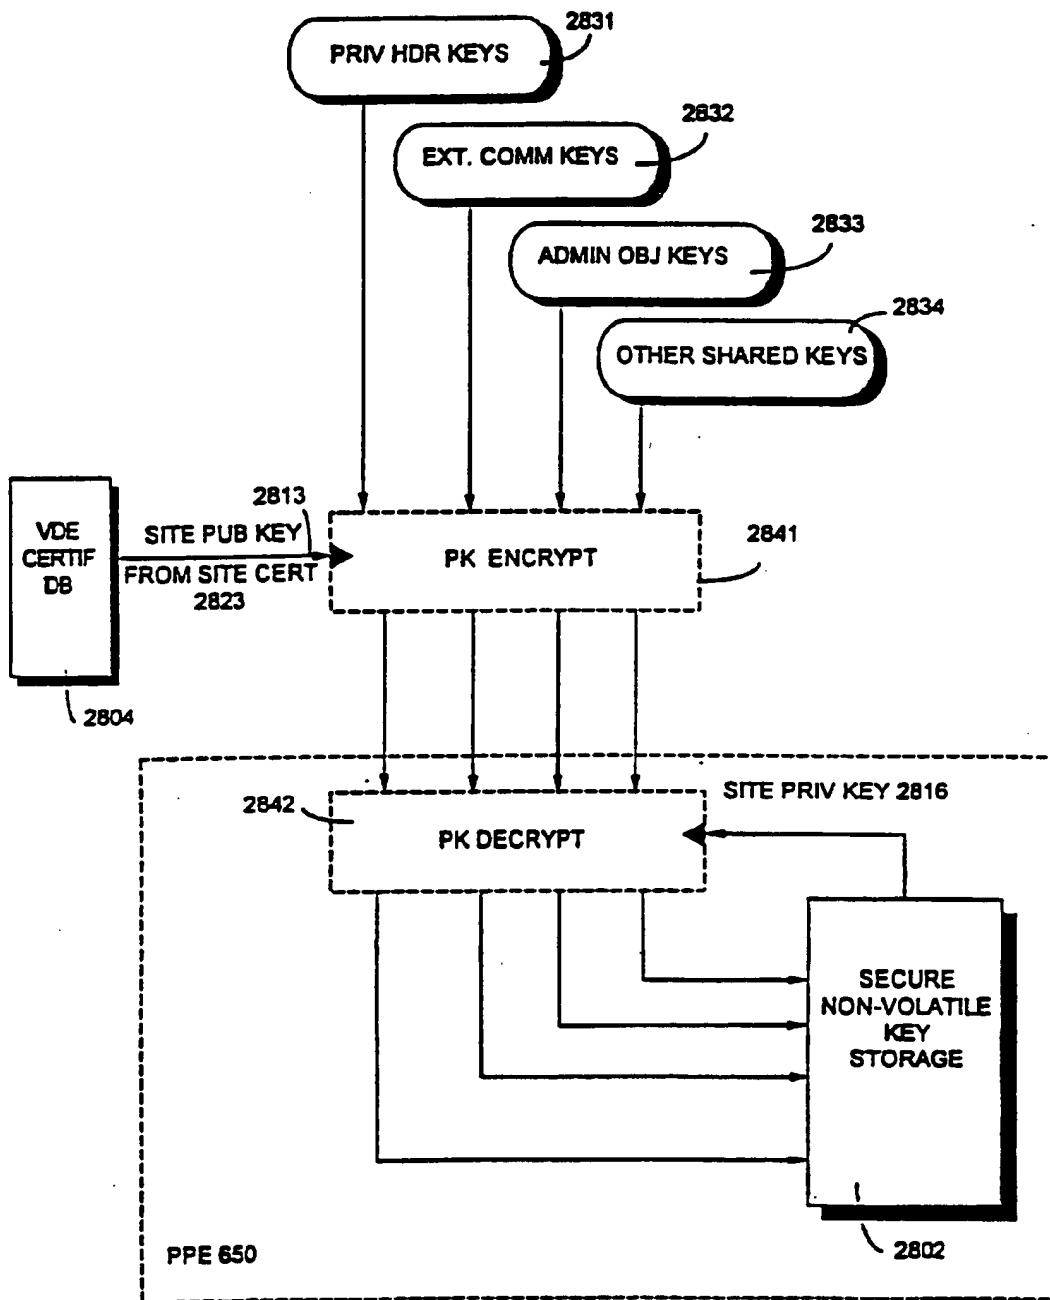 2831
PRIV HDR KEYS
2832
EXT. COMM KEYS
2833
ADMIN OBJ KEYS
2834
OTHER SHARED KEYS
2813
VDE
CERTIF
DB
SITE PUB KEY
FROM SITE CERT
2823
PK ENCRYPT
2841
2804
2842
SITE PRIV KEY 2816
PK DECRYPT
SECURE
NON-VOLATILE
KEY
STORAGE
PPE 650
2802